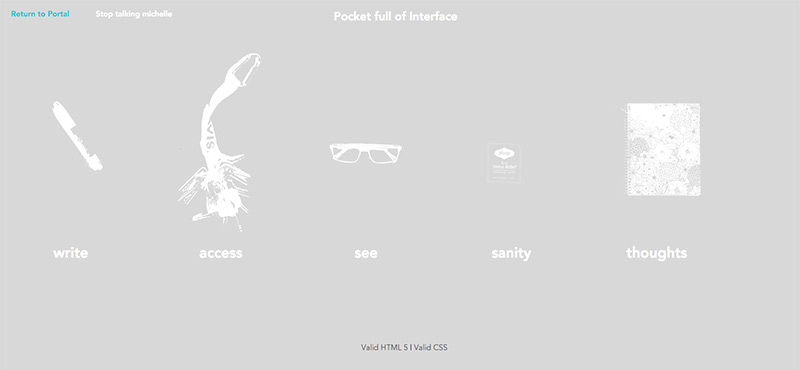 Return to Portal
Stop talking michelle
Pocket full of Interface
write
access
see
sanity
thoughts
Valid HTML 5 | Valid CSS